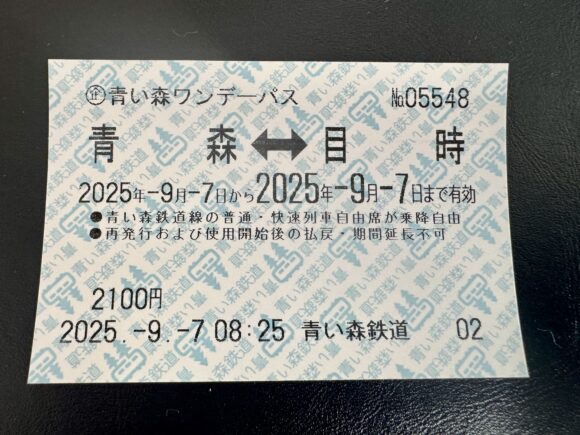 ㊭青い森ワンデーパス №05548
青森↔目時
2025年-9月-7日から2025年-9月-7日まで有効
●青い森鉄道線の普通・快速列車自由席が乗降自由
●再発行および使用開始後の払戻・期間延長不可
2100円
2025.-9.-7 08:25 青い森鉄道 02